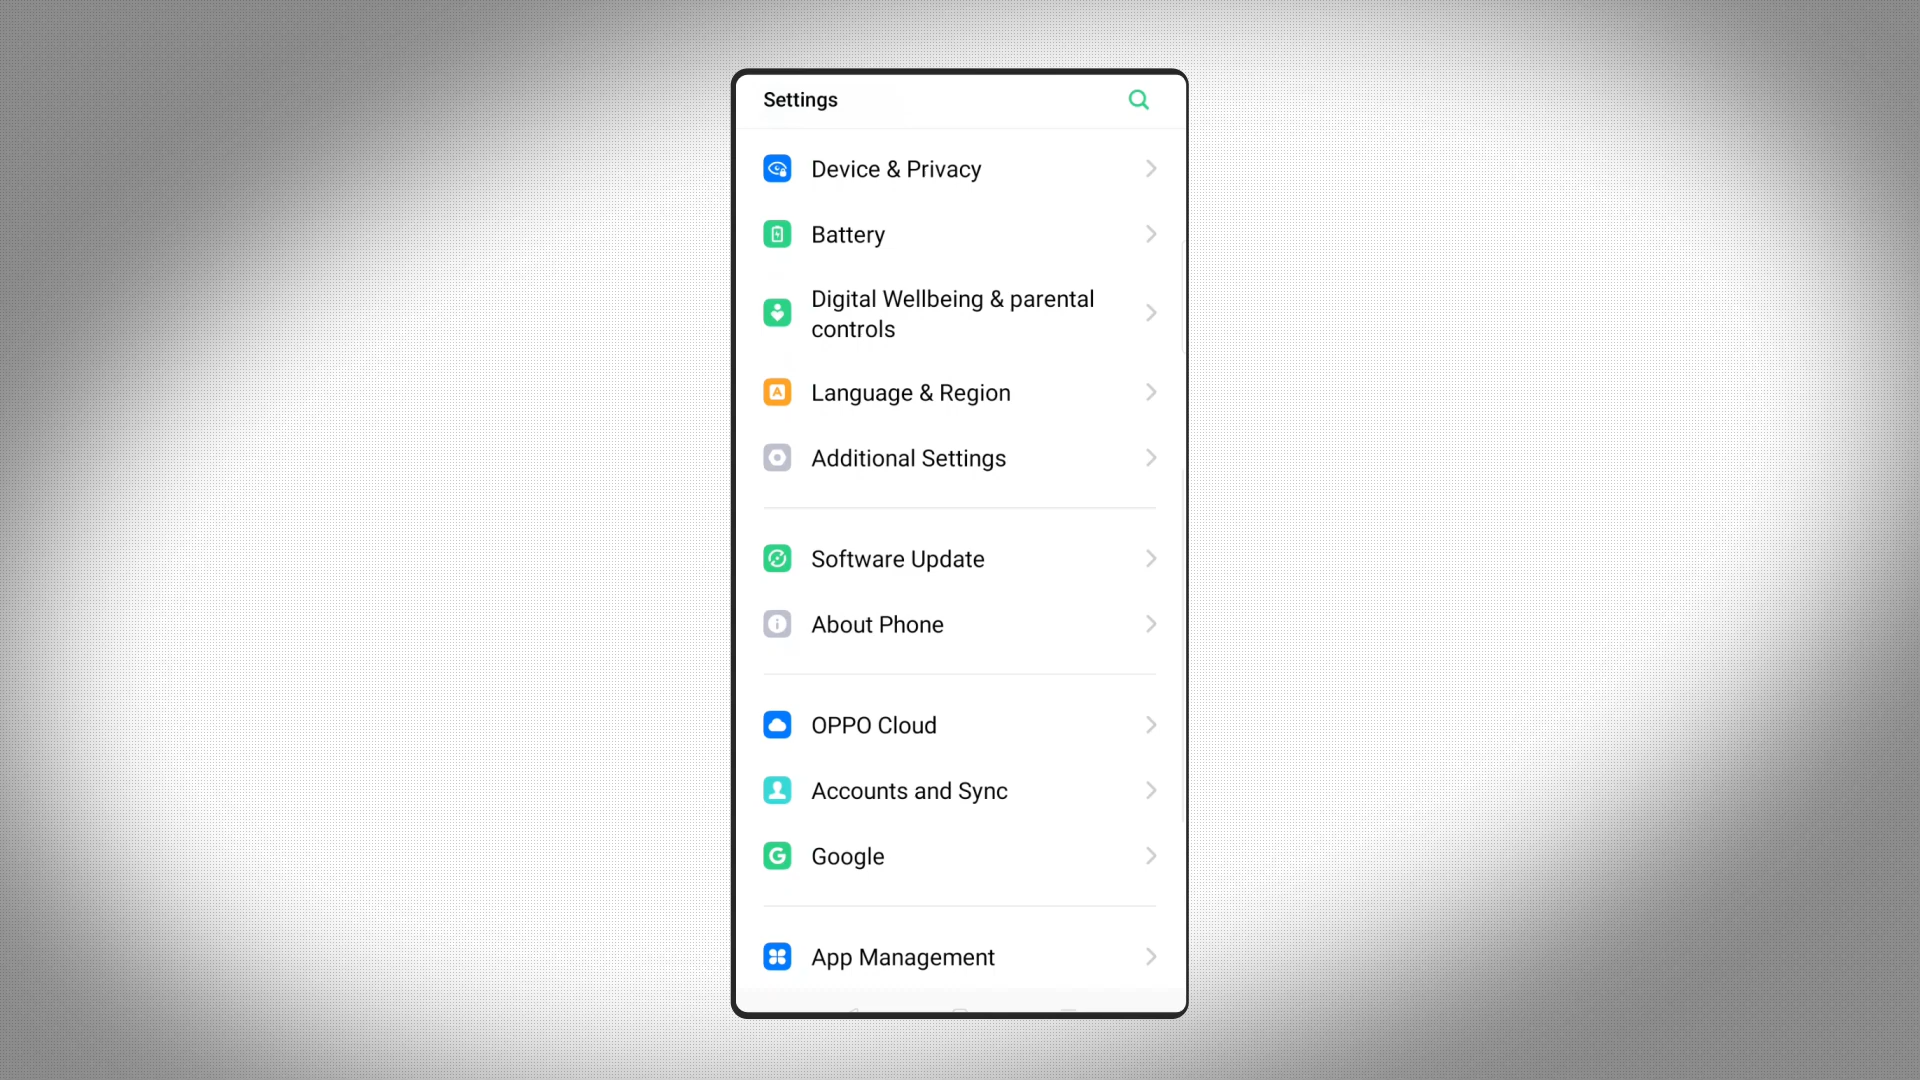 Settings
Device & Privacy
Battery
Digital Wellbeing & parental
controls
Language & Region
Additional Settings
Software Update
About Phone
OPPO Cloud
Accounts and Sync
Google
App Management